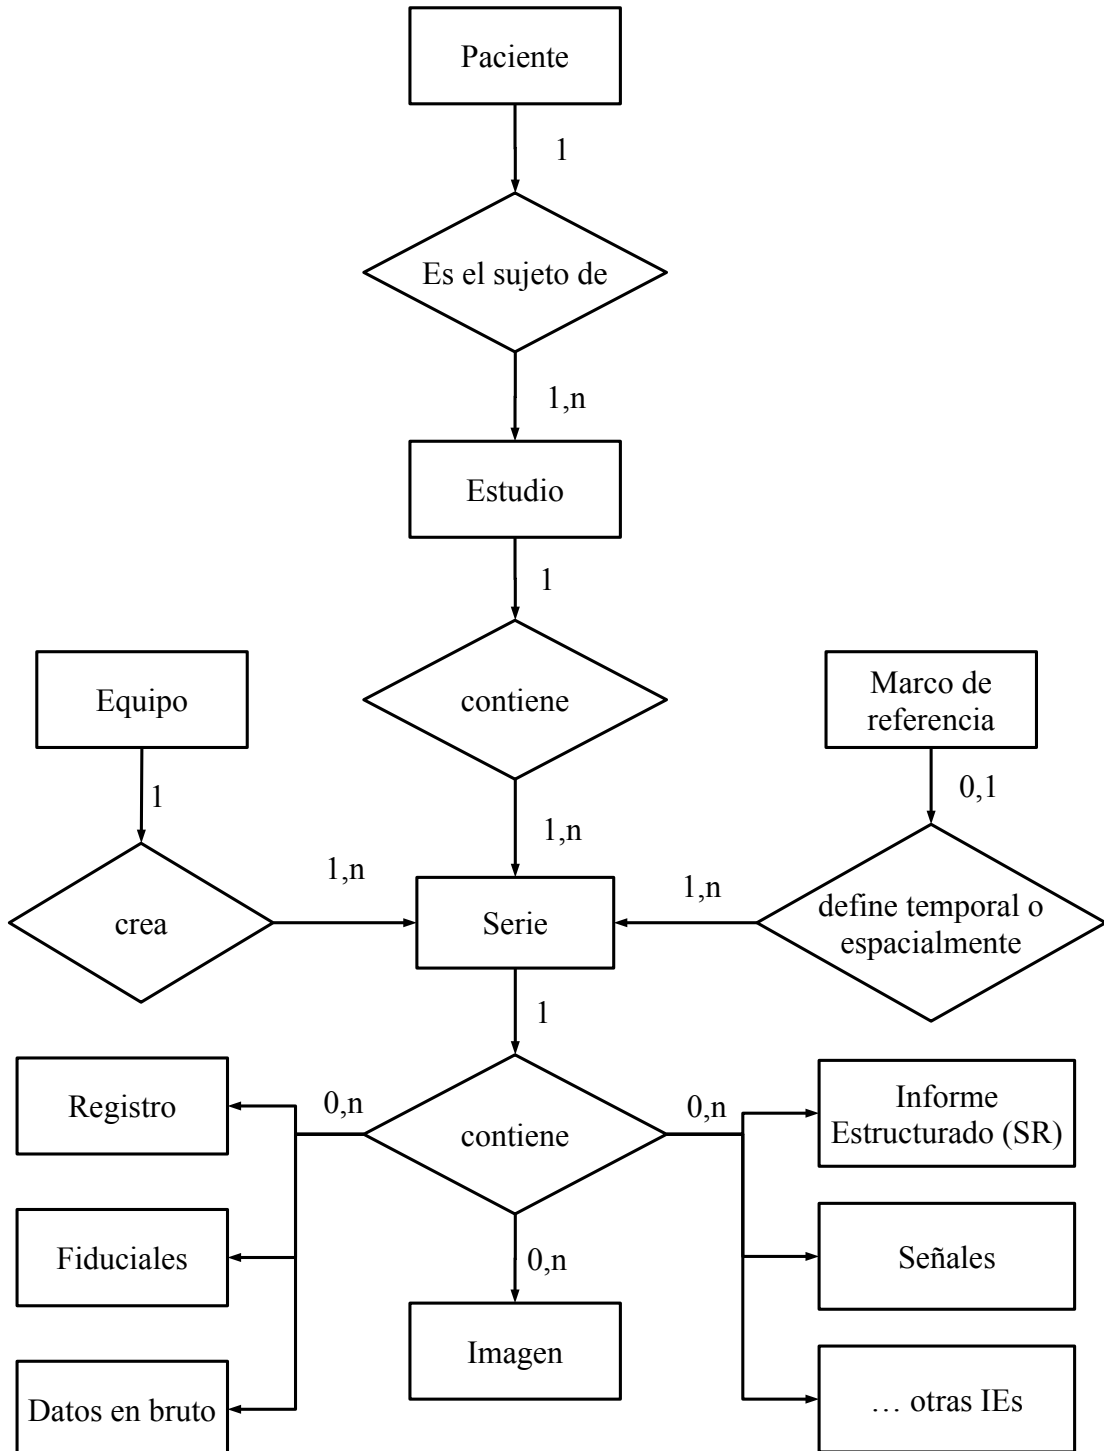 Paciente
1
Es el sujeto de
1,n
Estudio
1
Equipo
contiene
Marco de
referencia
1
0,1
1,n
1,n
1,n
crea
Serie
define temporal o
espacialmente
1
Registro
0,n
contiene
0,n
Informe
Estructurado (SR)
Fiduciales
0,n
Señales
Imagen
Datos en bruto
… otras IEs